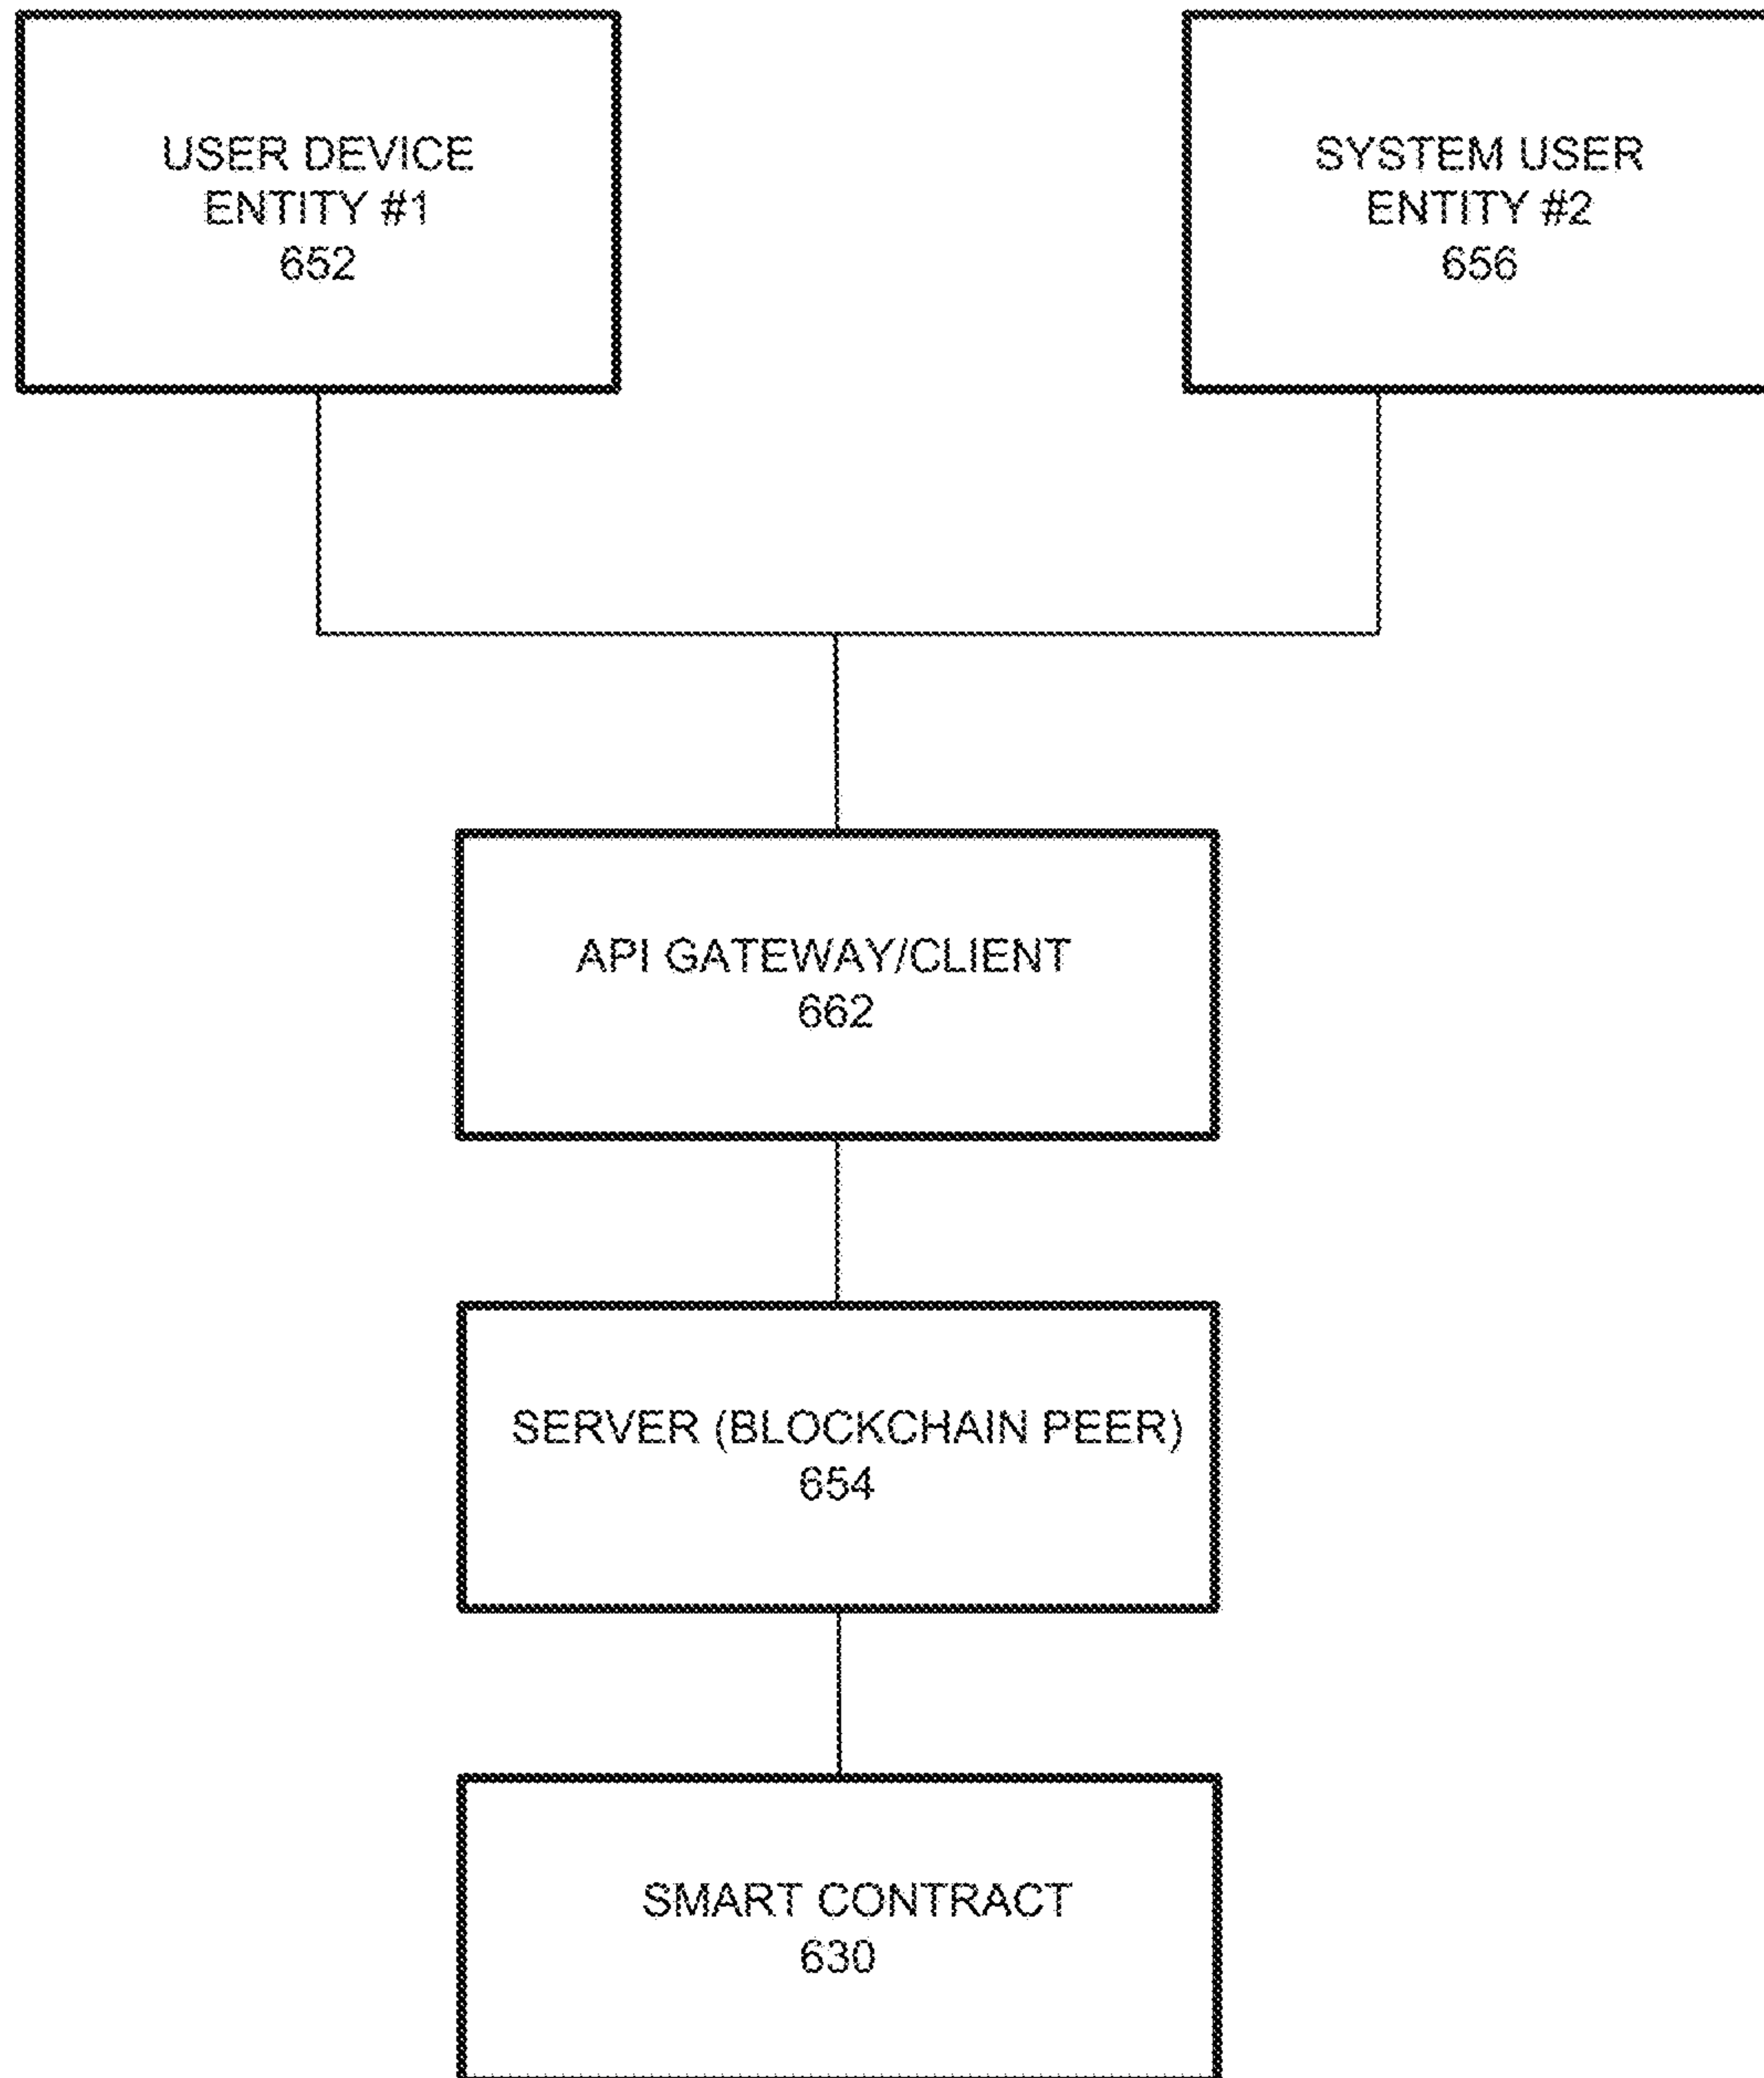 USER DEVICE
ENTITY #1
652
SYSTEM USER
ENTITY #2
656
API GATEWAY/CLIENT
662
SERVER (BLOCKCHAIN PEER)
654
SMART CONTRACT
630